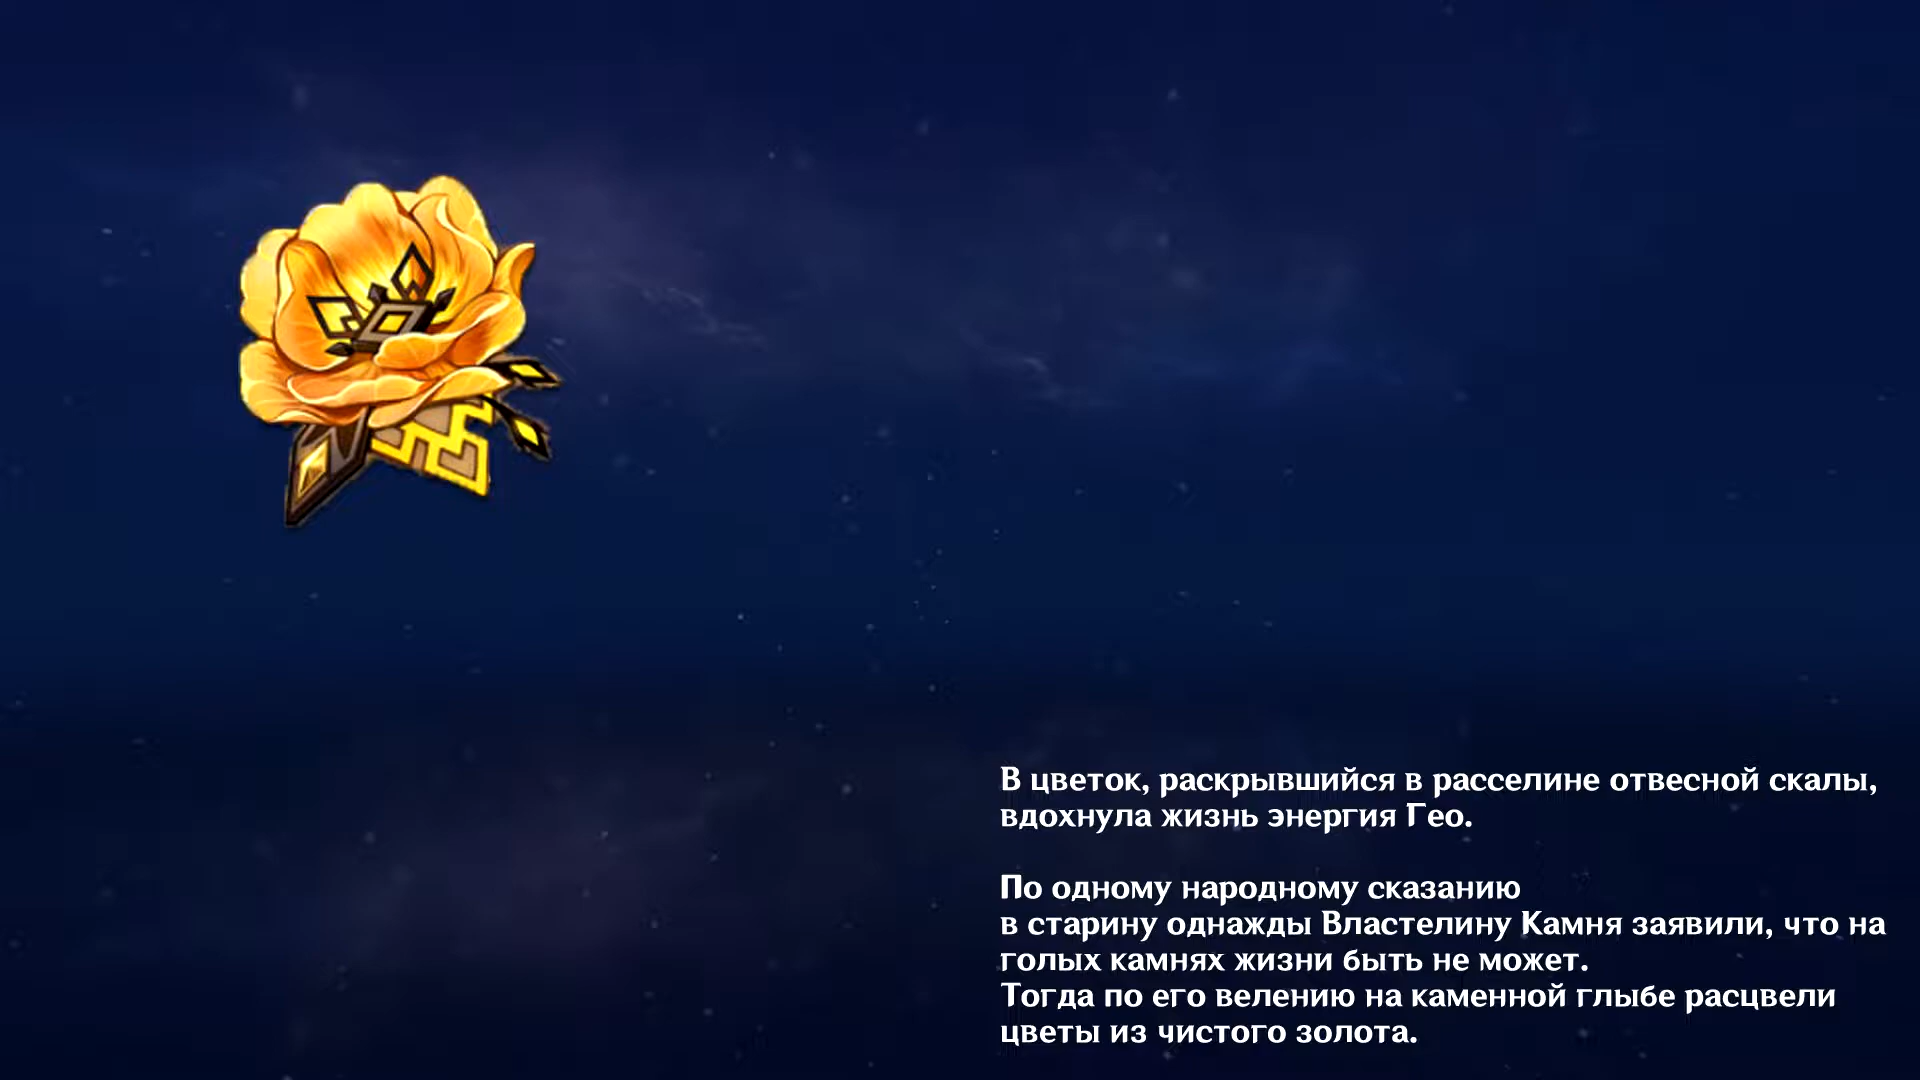 В цветок, раскрывшийся в расселине отвесной скалы,
вдохнула жизнь энергия Гео.
По одному народному сказанию
в старину однажды Властелину Камня заявили, что на
голых камнях жизни быть не может.
Тогда по его велению на каменной глыбе расцвели
цветы из чистого золота.